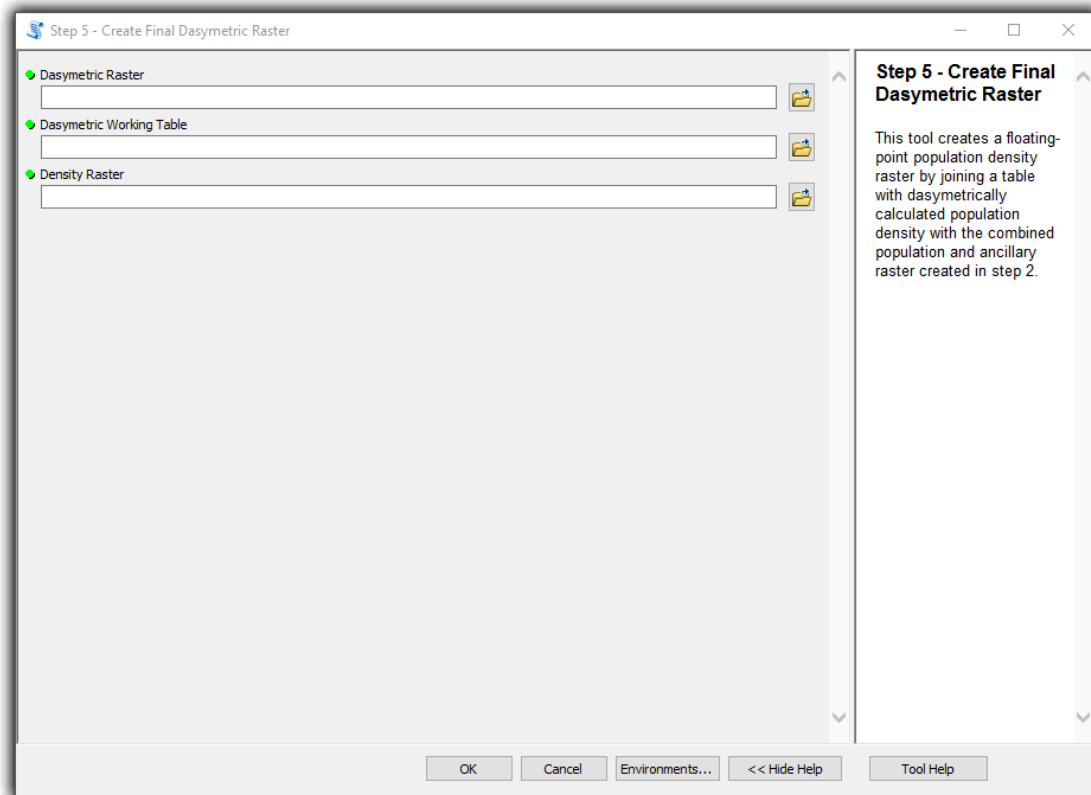 Step 5 - Create Final Dasymetric Raster
Dasymetric Raster
Dasymetric Working Table
Density Raster
Step 5 - Create Final
Dasymetric Raster
This tool creates a floating-
point population density
raster by joining a table
with dasymetrically
calculated population
density with the combined
population and ancillary
raster created in step 2.
OK
Cancel
Environments...
<< Hide Help
Tool Help